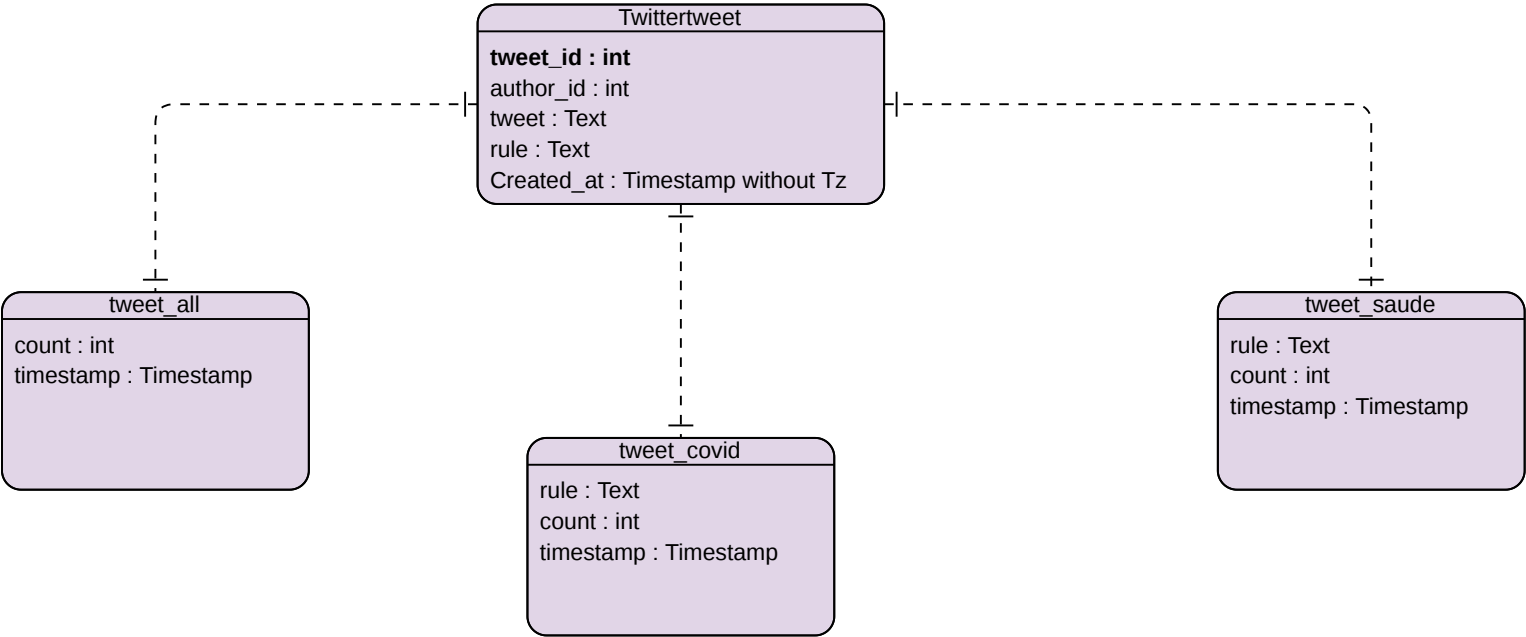 Twittertweet
tweet_id : int
author_id : int
tweet : Text
rule : Text
Created_at : Timestamp without Tz
tweet_all
count : int
timestamp : Timestamp
tweet_covid
rule : Text
count : int
timestamp : Timestamp
tweet_saude
rule : Text
count : int
timestamp : Timestamp